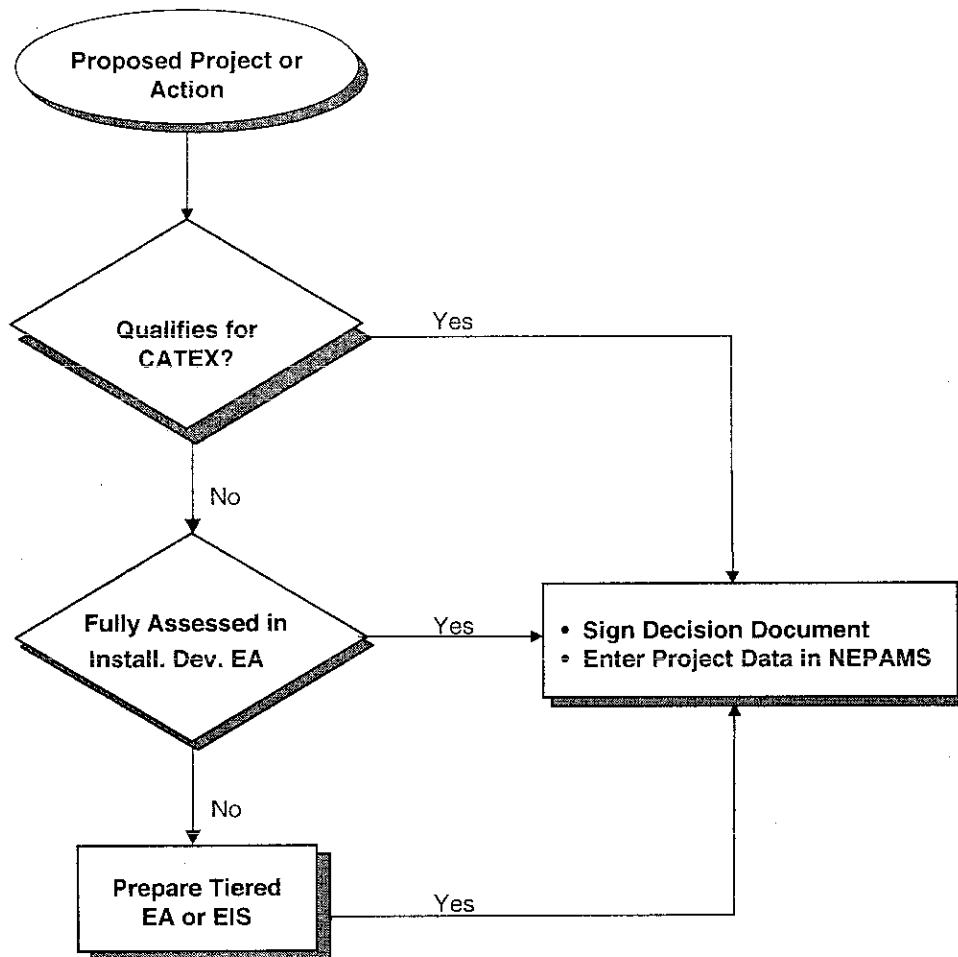 Proposed Project or
Action
Qualifies for
CATEX?
Yes
No
Fully Assessed in
Install. Dev. EA
Yes
• Sign Decision Document
• Enter Project Data in NEPAMS
No
Prepare Tiered
EA or EIS
Yes